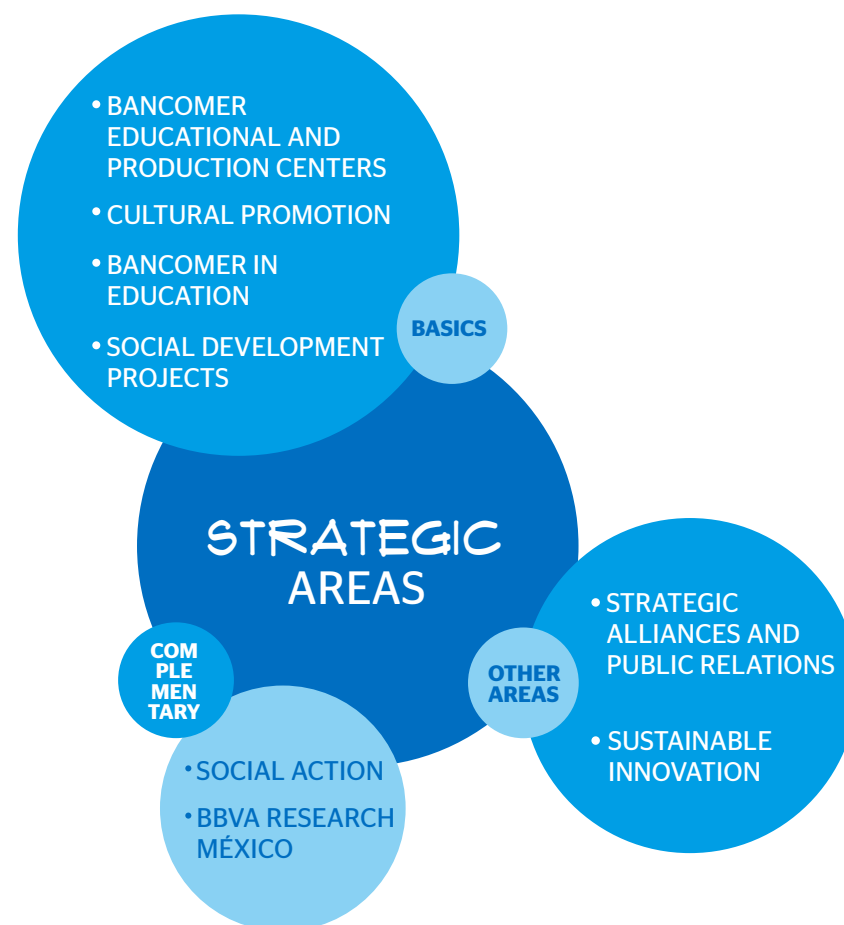 • BANCOMER
EDUCATIONAL AND
PRODUCTION CENTERS
• CULTURAL PROMOTION
• BANCOMER IN
EDUCATION
• SOCIAL DEVELOPMENT
PROJECTS
BASICS
STRATEGIC
AREAS
COM
PLE
MEN
TARY
• SOCIAL ACTION
• BBVA RESEARCH
MÉXICO
OTHER
AREAS
• STRATEGIC
ALLIANCES AND
PUBLIC RELATIONS
• SUSTAINABLE
INNOVATION